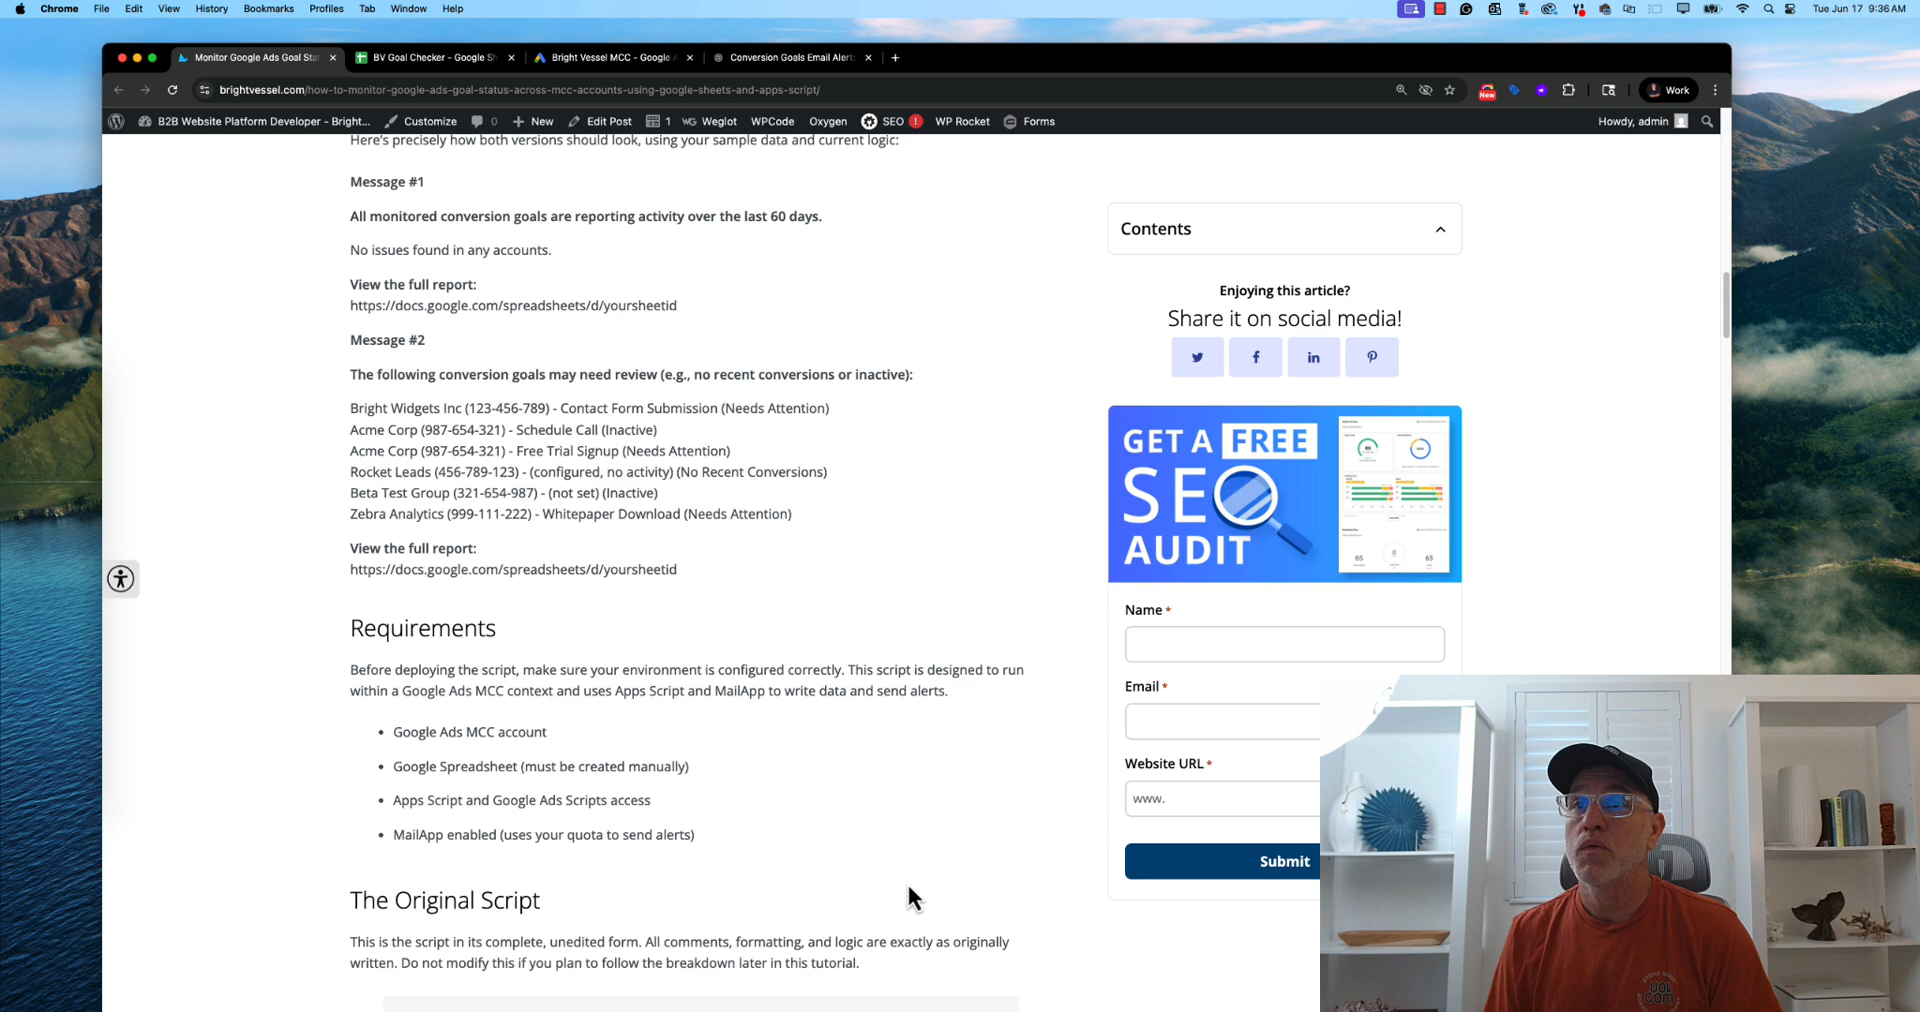 Chrome File Edit View History Bookmarks Profiles Tab Window Help
Tue Jun 17 9:36 AM
Monitor Google Ads Goal Sta
BV Goal Checker - Google Sh
Bright Vessel MCC - Google A
Conversion Goals Email Alert
brightvessel.com/how-to-monitor-google-ads-goal-status-across-mcc-accounts-using-google-sheets-and-apps-script/
New
Work
B2B Website Platform Developer - Bright... Customize 0 New Edit Post 1 Weglot WPCode Oxygen SEO ! WP Rocket Forms
Howdy, admin
Here's precisely how both versions should look, using your sample data and current logic:
Message #1
All monitored conversion goals are reporting activity over the last 60 days.
No issues found in any accounts.
View the full report:
https://docs.google.com/spreadsheets/d/yoursheetid
Message #2
The following conversion goals may need review (e.g., no recent conversions or inactive):
Bright Widgets Inc (123-456-789) - Contact Form Submission (Needs Attention)
Acme Corp (987-654-321) - Schedule Call (Inactive)
Acme Corp (987-654-321) - Free Trial Signup (Needs Attention)
Rocket Leads (456-789-123) - (configured, no activity) (No Recent Conversions)
Beta Test Group (321-654-987) - (not set) (Inactive)
Zebra Analytics (999-111-222) - Whitepaper Download (Needs Attention)
View the full report:
https://docs.google.com/spreadsheets/d/yoursheetid
Requirements
Before deploying the script, make sure your environment is configured correctly. This script is designed to run
within a Google Ads MCC context and uses Apps Script and MailApp to write data and send alerts.
• Google Ads MCC account
• Google Spreadsheet (must be created manually)
• Apps Script and Google Ads Scripts access
• MailApp enabled (uses your quota to send alerts)
The Original Script
This is the script in its complete, unedited form. All comments, formatting, and logic are exactly as originally
written. Do not modify this if you plan to follow the breakdown later in this tutorial.
Contents
Enjoying this article?
Share it on social media!
GET A FREE
SEO
AUDIT
Name *
Email *
Website URL *
www.
Submit